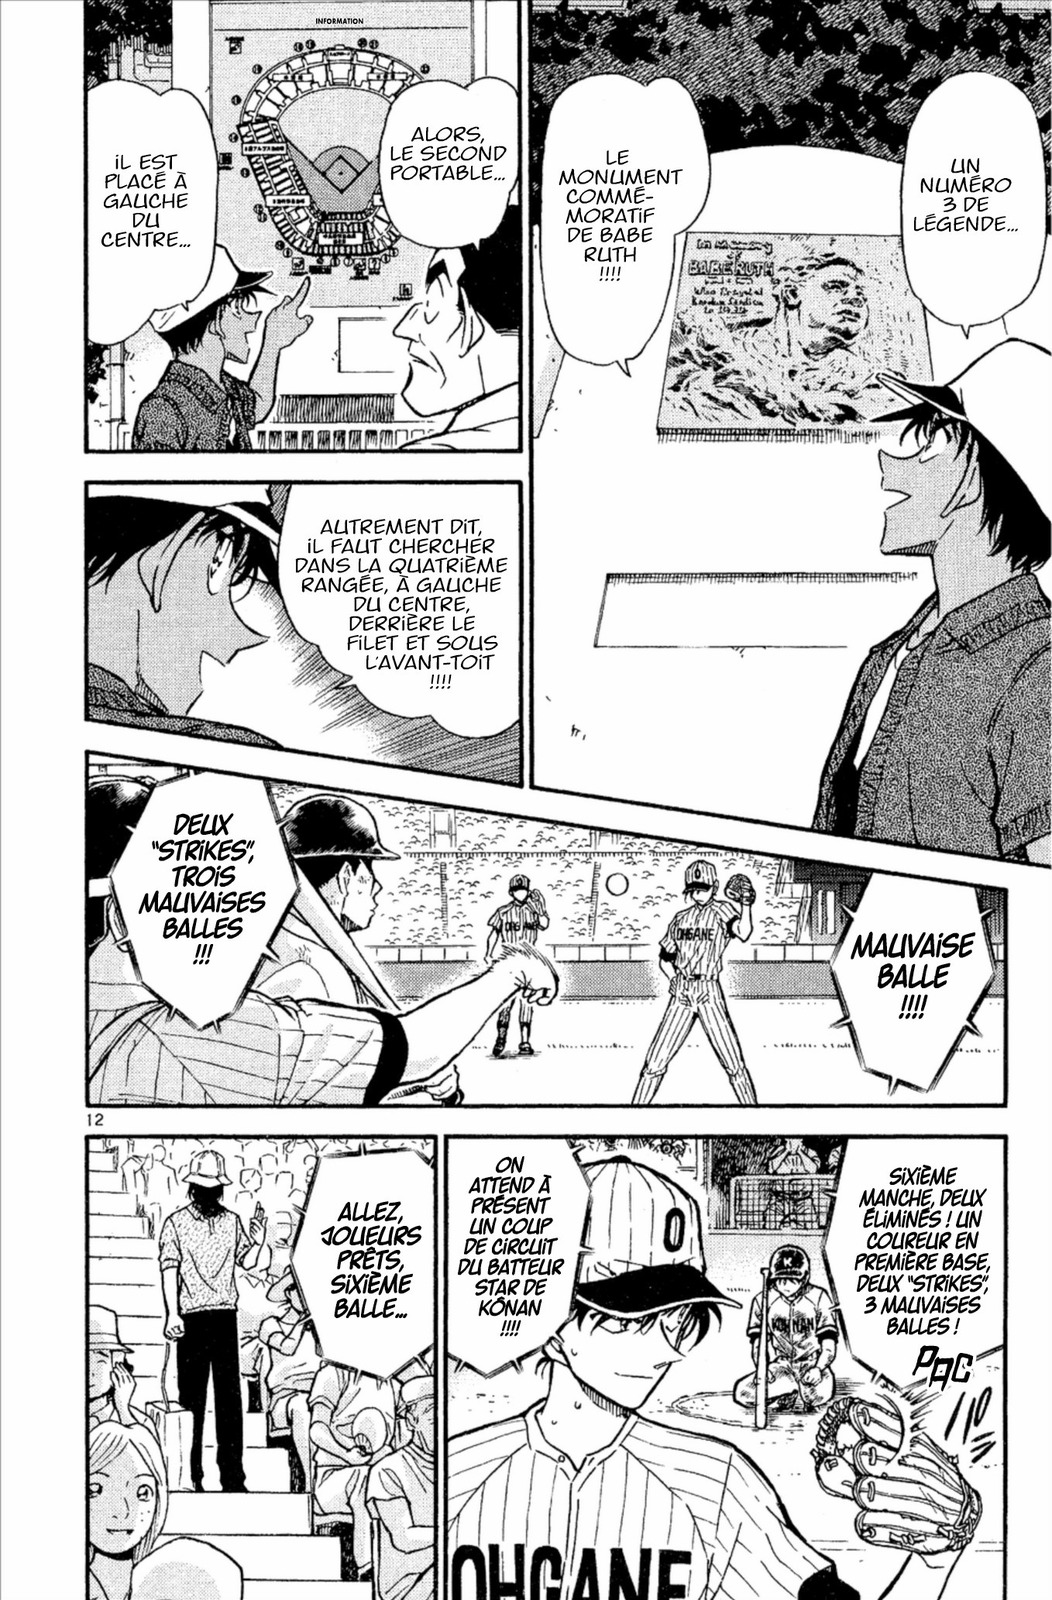 UN
NUMÉRO
3 DE
LÉGENDE...
LE
MONUMENT
COMMÉ-
MORATIF
DE BABE
RUTH
!!!!
BABE RUTH
INFORMATION
ALORS,
LE SECOND
PORTABLE...
IL EST
PLACÉ À
GAUCHE
DU
CENTRE...
AUTREMENT DIT,
IL FAUT CHERCHER
DANS LA QUATRIÈME
RANGÉE, À GAUCHE
DU CENTRE,
DERRIÈRE LE
FILET ET SOUS
L'AVANT-TOIT
!!!!
MAUVAISE
BALLE
!!!!
O
OHGANE
OHGANE
DEUX
"STRIKES",
TROIS
MAUVAISES
BALLES
!!!
12
SIXIÈME
MANCHE, DEUX
ÉLIMINÉS ! UN
COUREUR EN
PREMIÈRE BASE,
DEUX "STRIKES",
3 MAUVAISES
BALLES !
PAC
K
KOHNAN
ON
ATTEND À
PRÉSENT
UN COUP
DE CIRCUIT
DU BATTEUR
STAR DE
KÔNAN
!!!!
O
OHGANE
ALLEZ,
JOUEURS
PRÊTS,
SIXIÈME
BALLE...